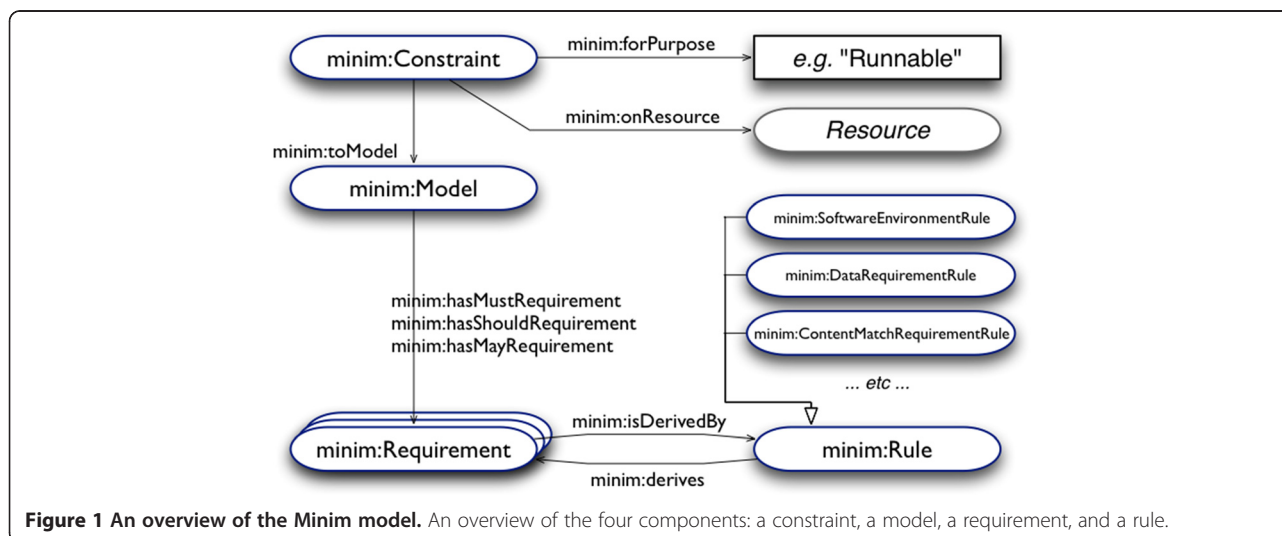 minim:Constraint
minim:forPurpose
e.g. "Runnable"
minim:onResource
Resource
minim:toModel
minim:Model
minim:SoftwareEnvironmentRule
minim:DataRequirementRule
minim:hasMustRequirement
minim:hasShouldRequirement
minim:hasMayRequirement
minim:ContentMatchRequirementRule
... etc ...
minim:isDerivedBy
minim:Requirement
minim:Rule
minim:derives
Figure 1 An overview of the Minim model. An overview of the four components: a constraint, a model, a requirement, and a rule.